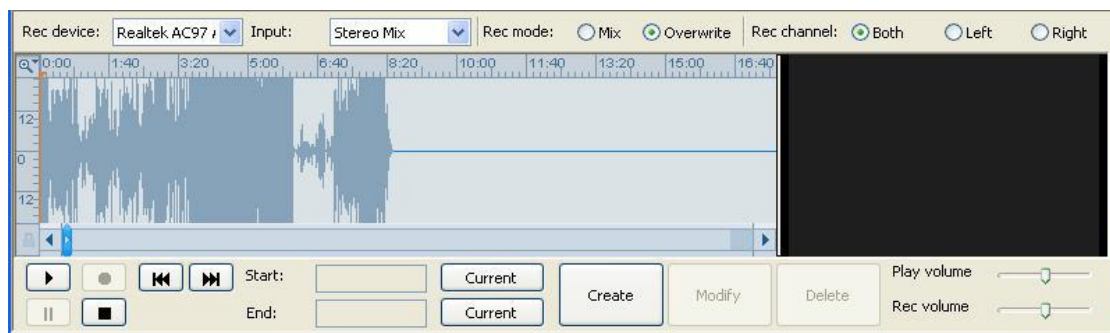 Rec device: Realtek AC97 / Input: Stereo Mix Rec mode: Mix Overwrite Rec channel: Both Left Right
0:00 1:40 3:20 5:00 6:40 8:20 10:00 11:40 13:20 15:00 16:40
12
0
12
Start: Current Create Modify Delete Play volume
End: Current Rec volume